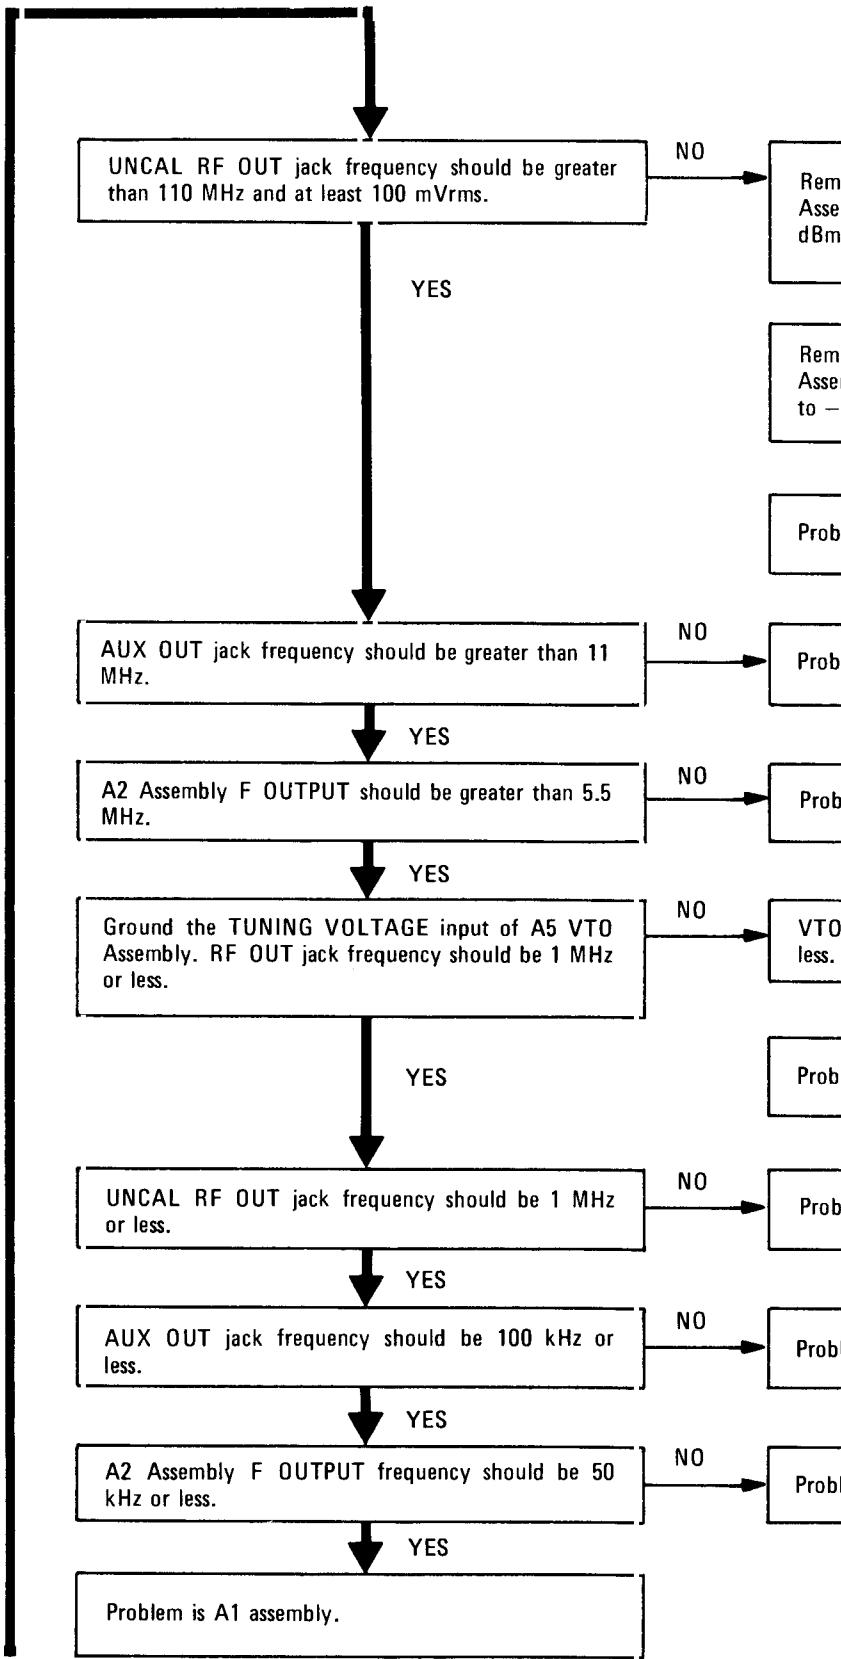 UNCAL RF OUT jack frequency should be greater
than 110 MHz and at least 100 mVrms.
NO
Rem
Asse
dBm
YES
Rem
Asse
to —
Prob
AUX OUT jack frequency should be greater than 11
MHz.
NO
Prob
YES
A2 Assembly F OUTPUT should be greater than 5.5
MHz.
NO
Prob
YES
Ground the TUNING VOLTAGE input of A5 VTO
Assembly. RF OUT jack frequency should be 1 MHz
or less.
NO
VTO
less.
YES
Prob
UNCAL RF OUT jack frequency should be 1 MHz
or less.
NO
Prob
YES
AUX OUT jack frequency should be 100 kHz or
less.
NO
Probl
YES
A2 Assembly F OUTPUT frequency should be 50
kHz or less.
NO
Probl
YES
Problem is A1 assembly.